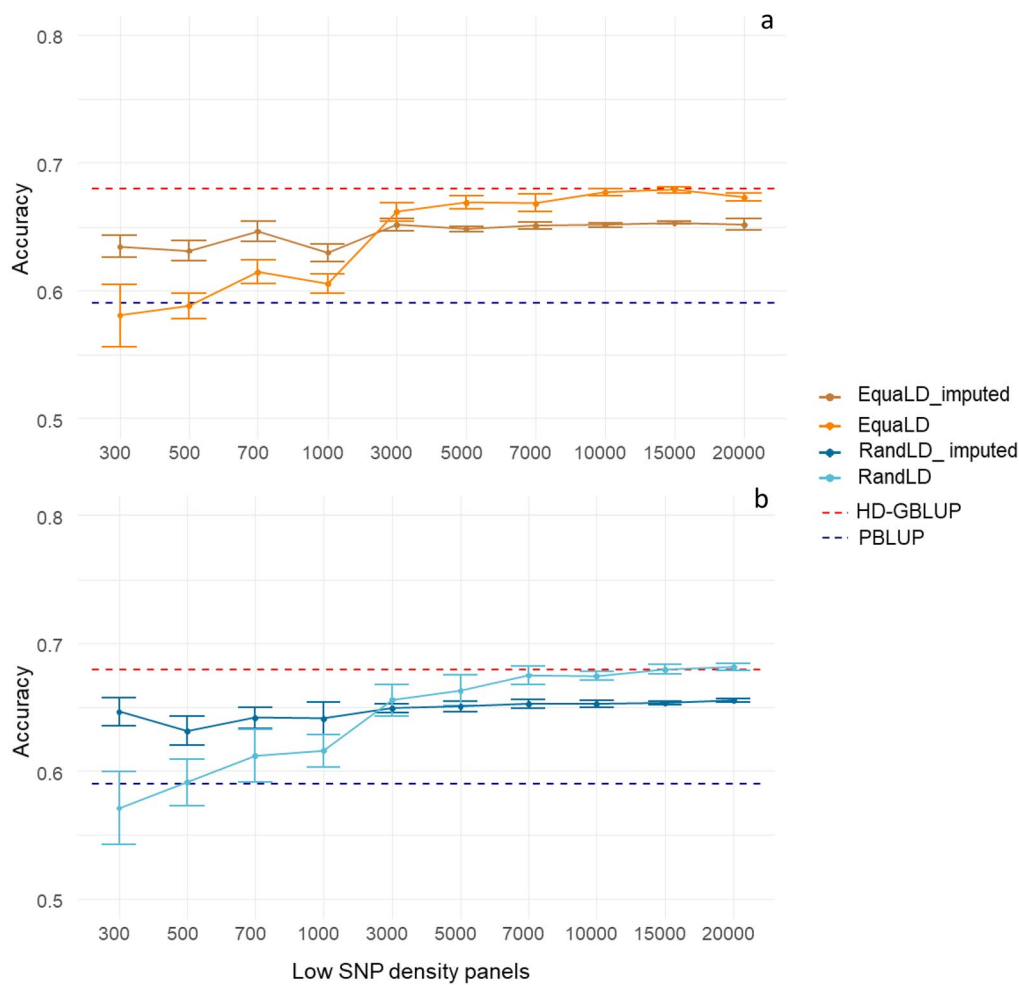 a
0.8
0.7
0.6
0.5
Accuracy
300 500 700 1000 3000 5000 7000 10000 15000 20000
EquaLD_imputed
EquaLD
RandLD_ imputed
RandLD
HD-GBLUP
PBLUP
b
0.8
0.7
0.6
0.5
Accuracy
300 500 700 1000 3000 5000 7000 10000 15000 20000
Low SNP density panels